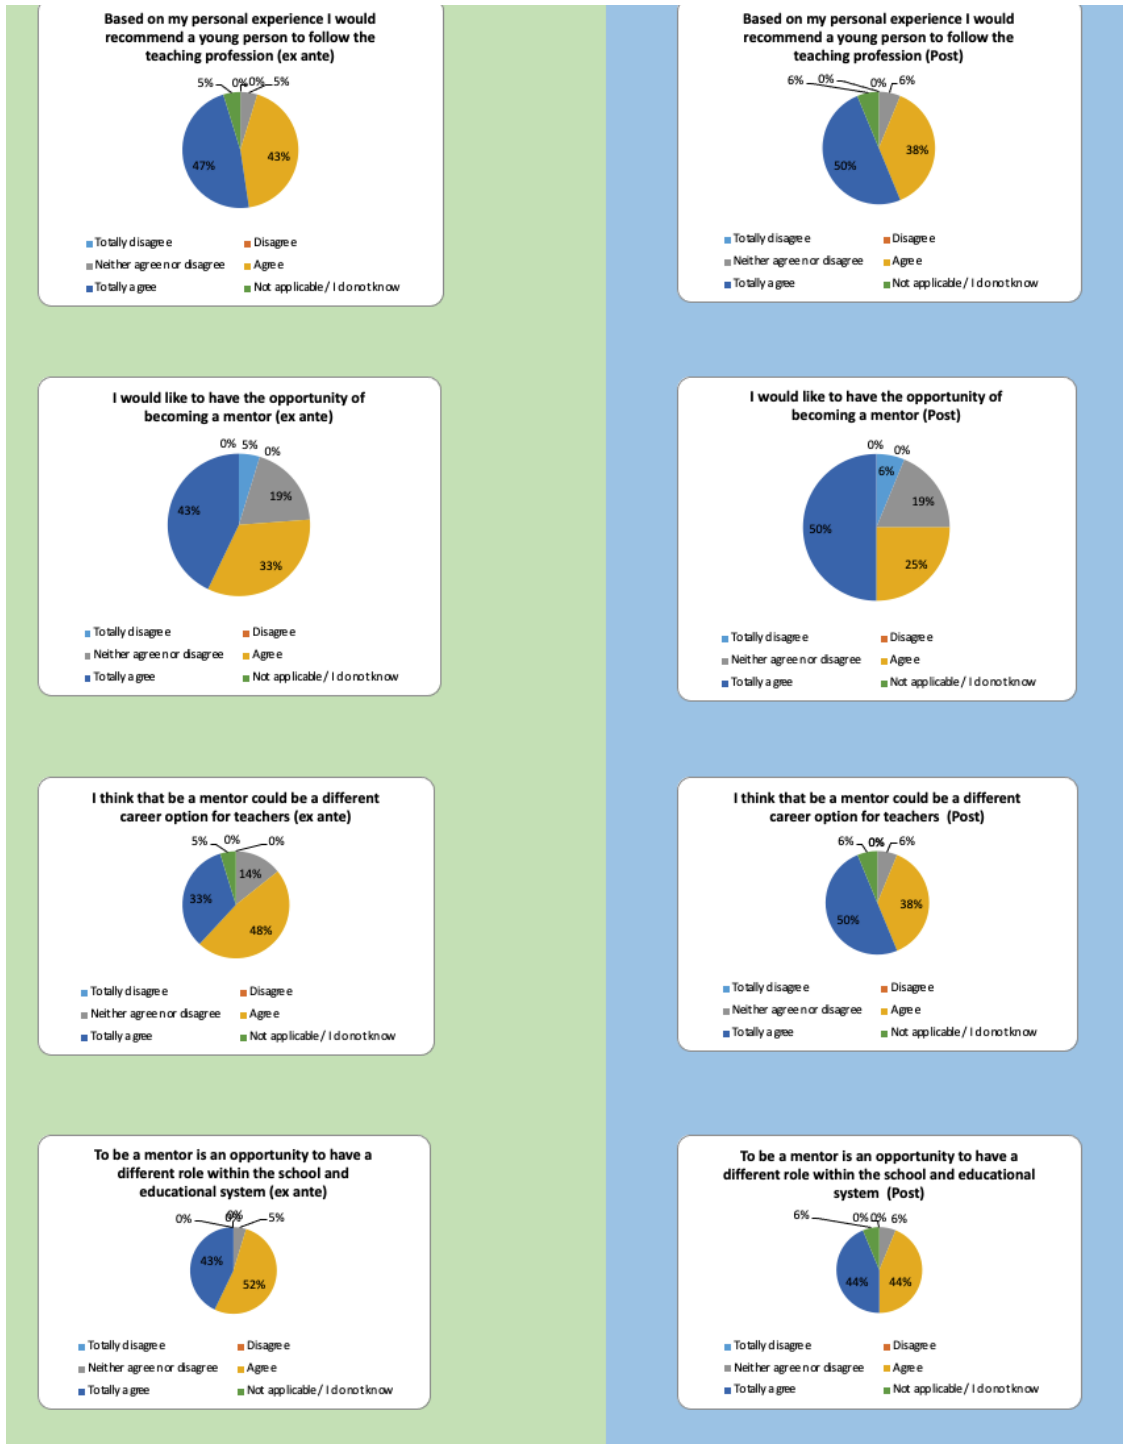 Based on my personal experience I would
recommend a young person to follow the
teaching profession (ex ante)
5% 0% 0% 5%
43%
47%
Totally disagree Disagree
Neither agree nor disagree Agree
Totally agree Not applicable / I do not know
Based on my personal experience I would
recommend a young person to follow the
teaching profession (Post)
6% 0% 0% 6%
38%
50%
Totally disagree Disagree
Neither agree nor disagree Agree
Totally agree Not applicable / I do not know
I would like to have the opportunity of
becoming a mentor (ex ante)
0% 5% 0%
19%
43%
33%
Totally disagree Disagree
Neither agree nor disagree Agree
Totally agree Not applicable / I do not know
I would like to have the opportunity of
becoming a mentor (Post)
0% 0%
6%
19%
50%
25%
Totally disagree Disagree
Neither agree nor disagree Agree
Totally agree Not applicable / I do not know
I think that be a mentor could be a different
career option for teachers (ex ante)
5% 0% 0%
14%
33%
48%
Totally disagree Disagree
Neither agree nor disagree Agree
Totally agree Not applicable / I do not know
I think that be a mentor could be a different
career option for teachers (Post)
6% 0% 6%
38%
50%
Totally disagree Disagree
Neither agree nor disagree Agree
Totally agree Not applicable / I do not know
To be a mentor is an opportunity to have a
different role within the school and
educational system (ex ante)
0% 0% 0% 5%
43%
52%
Totally disagree Disagree
Neither agree nor disagree Agree
Totally agree Not applicable / I do not know
To be a mentor is an opportunity to have a
different role within the school and educational
system (Post)
6% 0% 0% 6%
44% 44%
Totally disagree Disagree
Neither agree nor disagree Agree
Totally agree Not applicable / I do not know